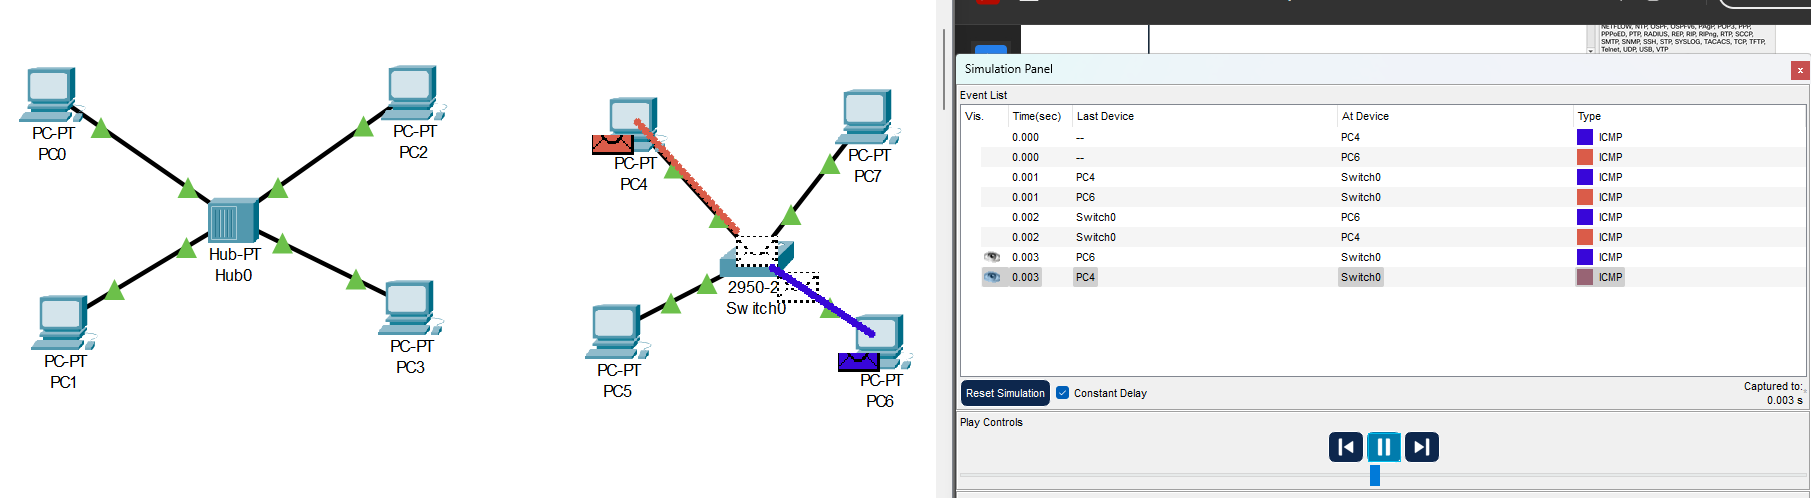 PC-PT
PC0
PC-PT
PC2
Hub-PT
Hub0
PC-PT
PC1
PC-PT
PC3
PC-PT
PC4
PC-PT
PC7
2950-2
Switch0
PC-PT
PC5
PC-PT
PC6
NETFLOW, NTP, OSPF, OSPFv6, PAgP, POP3, PPP,
PPPoED, PTP, RADIUS, REP, RIP, RIPng, RTP, SCCP,
SMTP, SNMP, SSH, STP, SYSLOG, TACACS, TCP, TFTP,
Telnet, UDP, USB, VTP
Simulation Panel
x
Event List
Vis. Time(sec) Last Device At Device Type
0.000 -- PC4 ICMP
0.000 -- PC6 ICMP
0.001 PC4 Switch0 ICMP
0.001 PC6 Switch0 ICMP
0.002 Switch0 PC6 ICMP
0.002 Switch0 PC4 ICMP
0.003 PC6 Switch0 ICMP
0.003 PC4 Switch0 ICMP
Reset Simulation Constant Delay
Captured to:
0.003 s
Play Controls